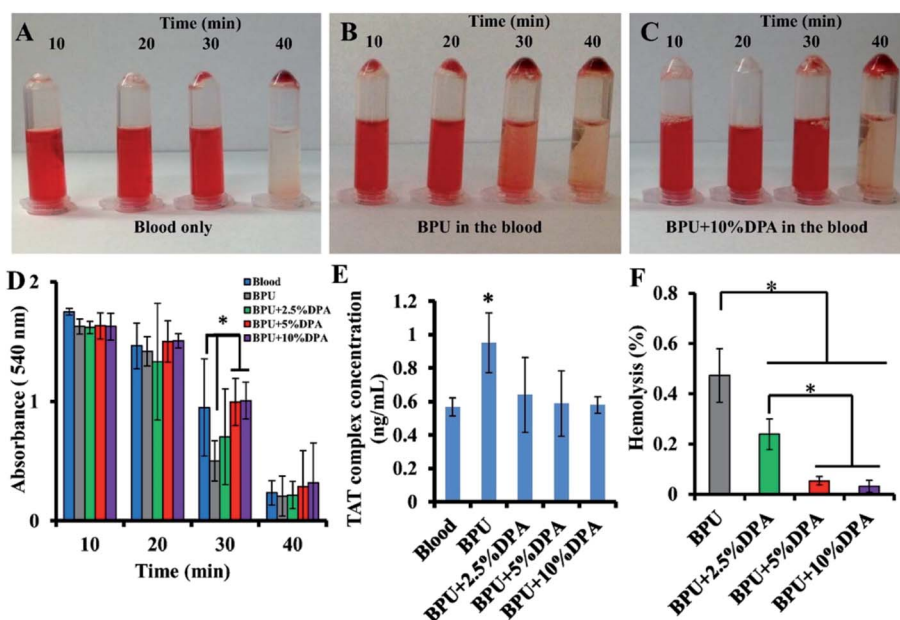 A
Time (min)
10 20 30 40
Blood only
B
Time (min)
10 20 30 40
BPU in the blood
C
Time (min)
10 20 30 40
BPU+10%DPA in the blood
D
Absorbance ( 540 nm)
2
1
0
Blood
BPU
BPU+2.5%DPA
BPU+5%DPA
BPU+10%DPA
*
10 20 30 40
Time (min)
E
TAT complex concentration
(ng/mL)
1.2
1
0.8
0.6
0.4
0.2
0
*
Blood
BPU
BPU+2.5%DPA
BPU+5%DPA
BPU+10%DPA
F
Hemolysis (%)
0.8
0.6
0.4
0.2
0
*
*
BPU
BPU+2.5%DPA
BPU+5%DPA
BPU+10%DPA